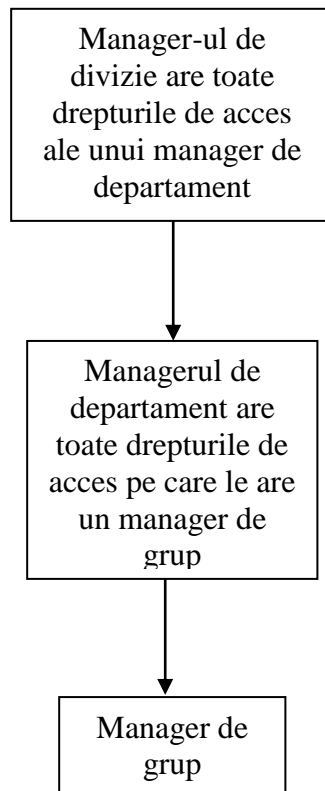 Manager-ul de
divizie are toate
drepturile de acces
ale unui manager de
departament
Managerul de
departament are
toate drepturile de
acces pe care le are
un manager de
grup
Manager de
grup